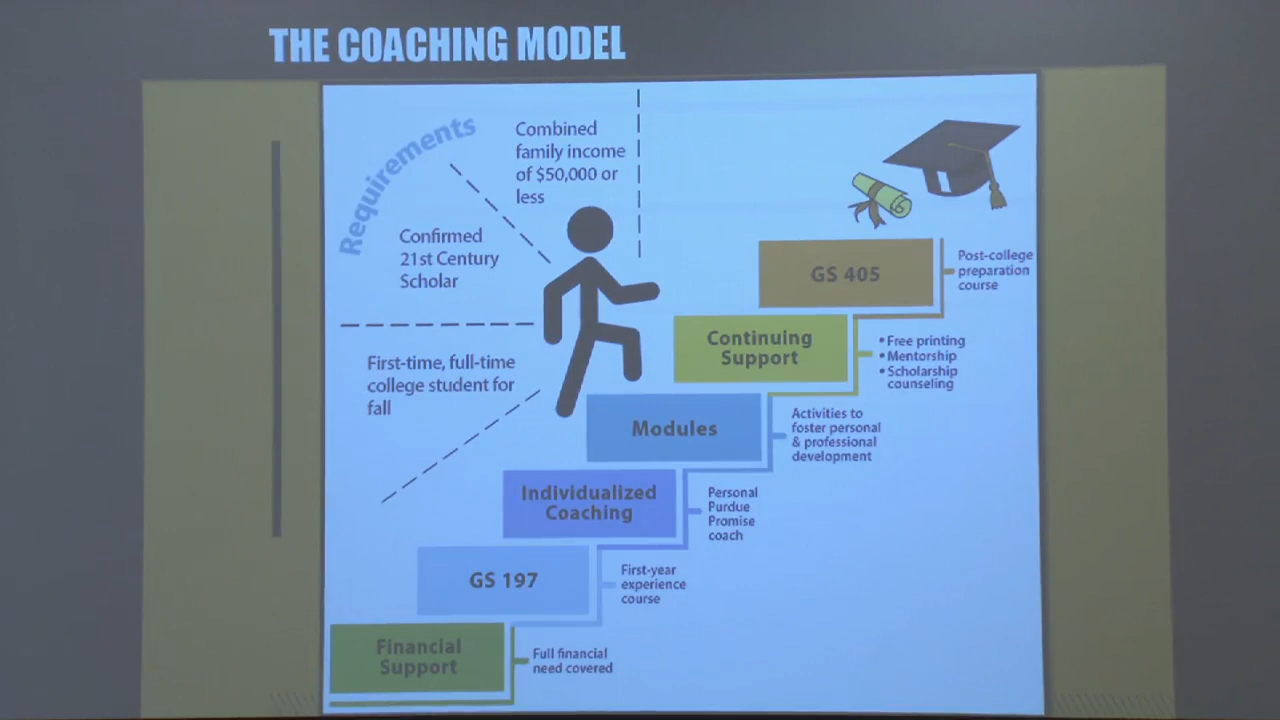 THE COACHING MODEL
Requirements
Combined
family income
of $50,000 or
less
Confirmed
21st Century
Scholar
First-time, full-time
college student for
fall
GS 405
Post-college
preparation
course
Continuing
Support
• Free printing
• Mentorship
• Scholarship
counseling
Modules
Activities to
foster personal
& professional
development
Individualized
Coaching
Personal
Purdue
Promise
coach
GS 197
First-year
experience
course
Financial
Support
Full financial
need covered